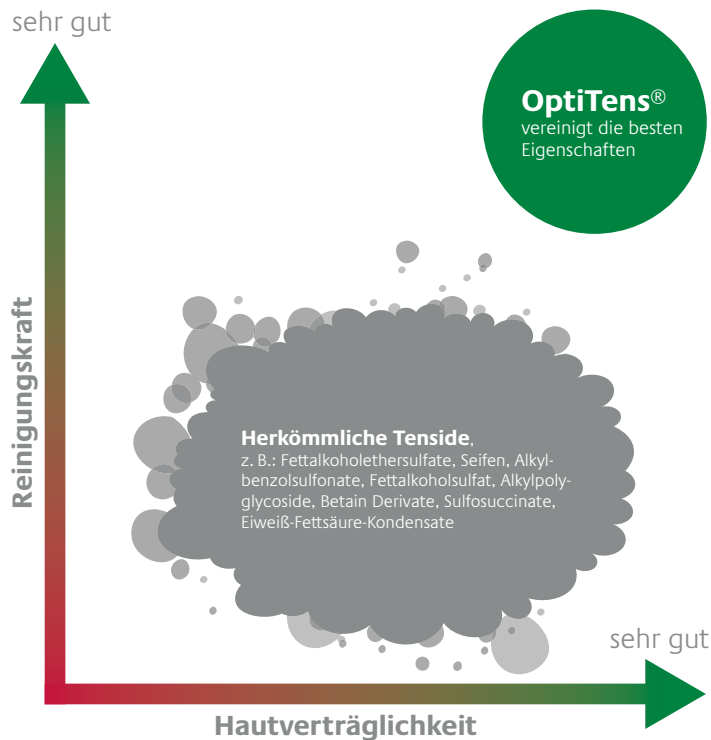 sehr gut
OptiTens®
vereinigt die besten
Eigenschaften
Reinigungskraft
Herkömmliche Tenside,
z. B.: Fettalkoholethersulfate, Seifen, Alkyl-
benzolsulfonate, Fettalkoholsulfat, Alkylpoly-
glycoside, Betain Derivate, Sulfosuccinate,
Eiweiß-Fettsäure-Kondensate
sehr gut
Hautverträglichkeit